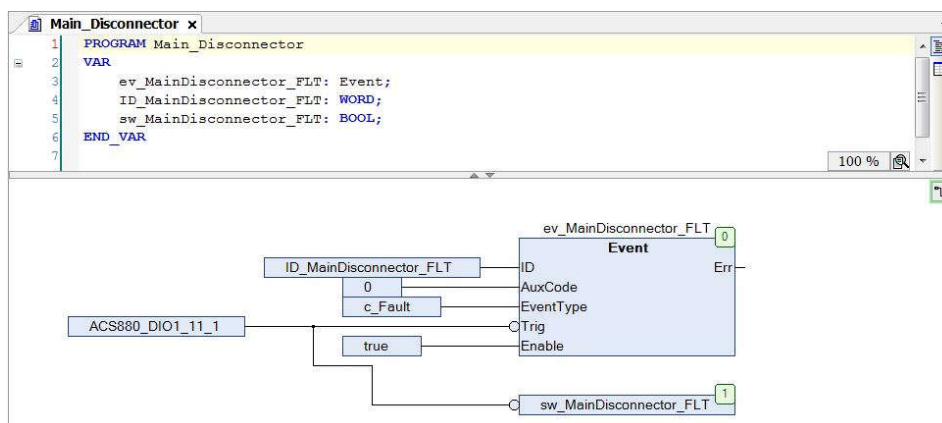 Main_Disconnector x
1 PROGRAM Main_Disconnector
2 VAR
3 ev_MainDisconnector_FLT: Event;
4 ID_MainDisconnector_FLT: WORD;
5 sw_MainDisconnector_FLT: BOOL;
6 END_VAR
7
100 %
ev_MainDisconnector_FLT 0
Event
ID_MainDisconnector_FLT ID Err
0 AuxCode
c_Fault EventType
ACS880_DIO1_11_1 Trig
true Enable
sw_MainDisconnector_FLT 1